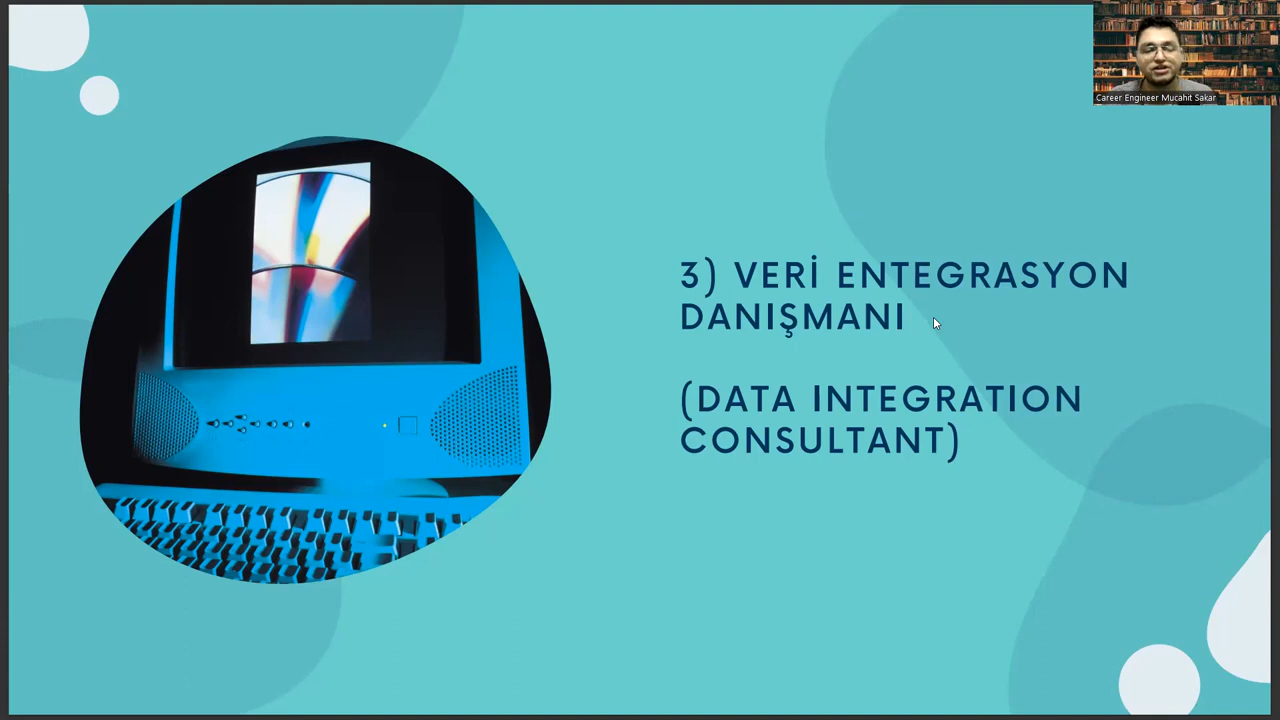 Career Engineer Mucahit Sakar
3) VERİ ENTEGRASYON
DANIŞMANI
(DATA INTEGRATION
CONSULTANT)